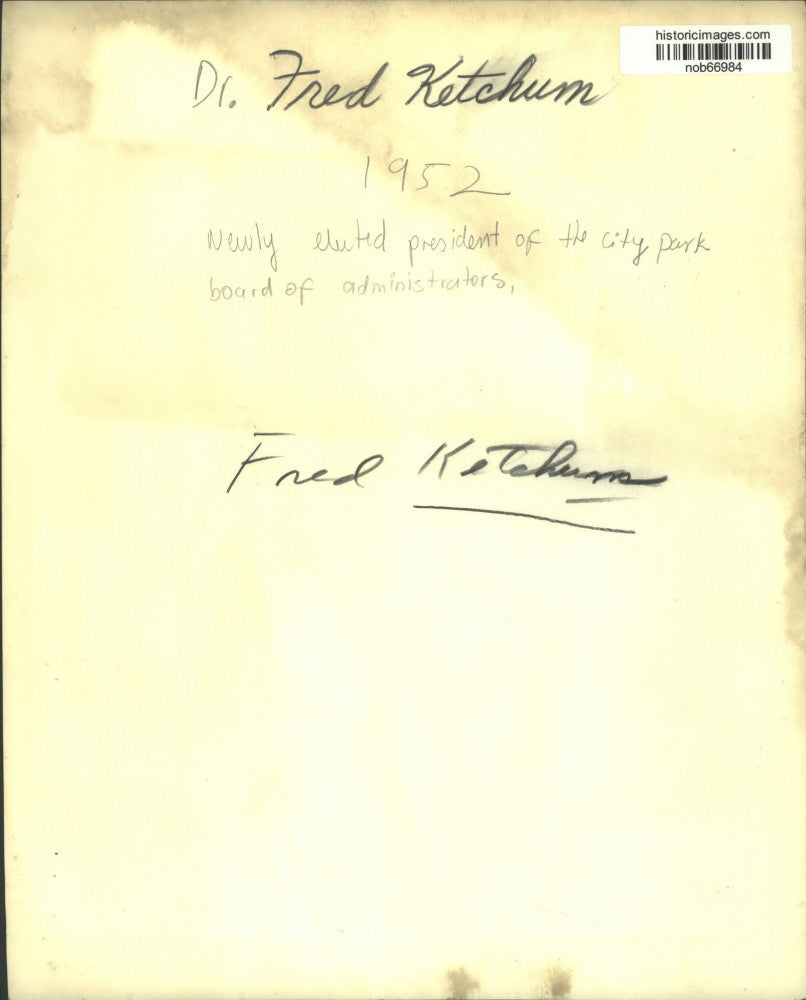 historicimages.com
nob66984
Dr. Fred Ketchum
1952
Newly elected president of the city park
board of administrators,
Fred Ketchum